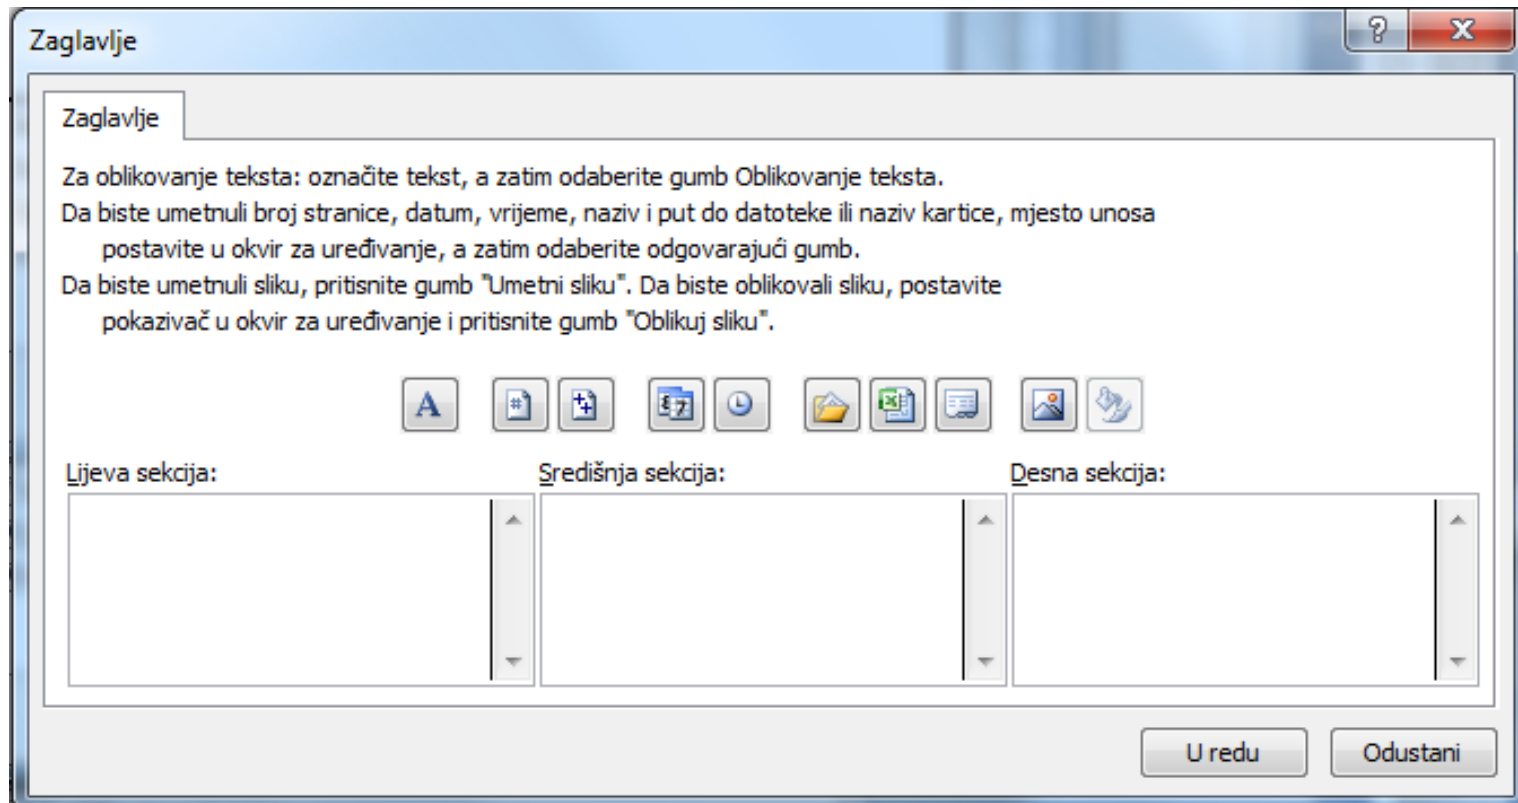 Zaglavlje
Zaglavlje
Za oblikovanje teksta: označite tekst, a zatim odaberite gumb Oblikovanje teksta.
Da biste umetnuli broj stranice, datum, vrijeme, naziv i put do datoteke ili naziv kartice, mjesto unosa
postavite u okvir za uređivanje, a zatim odaberite odgovarajući gumb.
Da biste umetnuli sliku, pritisnite gumb "Umetni sliku". Da biste oblikovali sliku, postavite
pokazivač u okvir za uređivanje i pritisnite gumb "Oblikuj sliku".
Lijeva sekcija: Središnja sekcija: Desna sekcija:
U redu Odustani